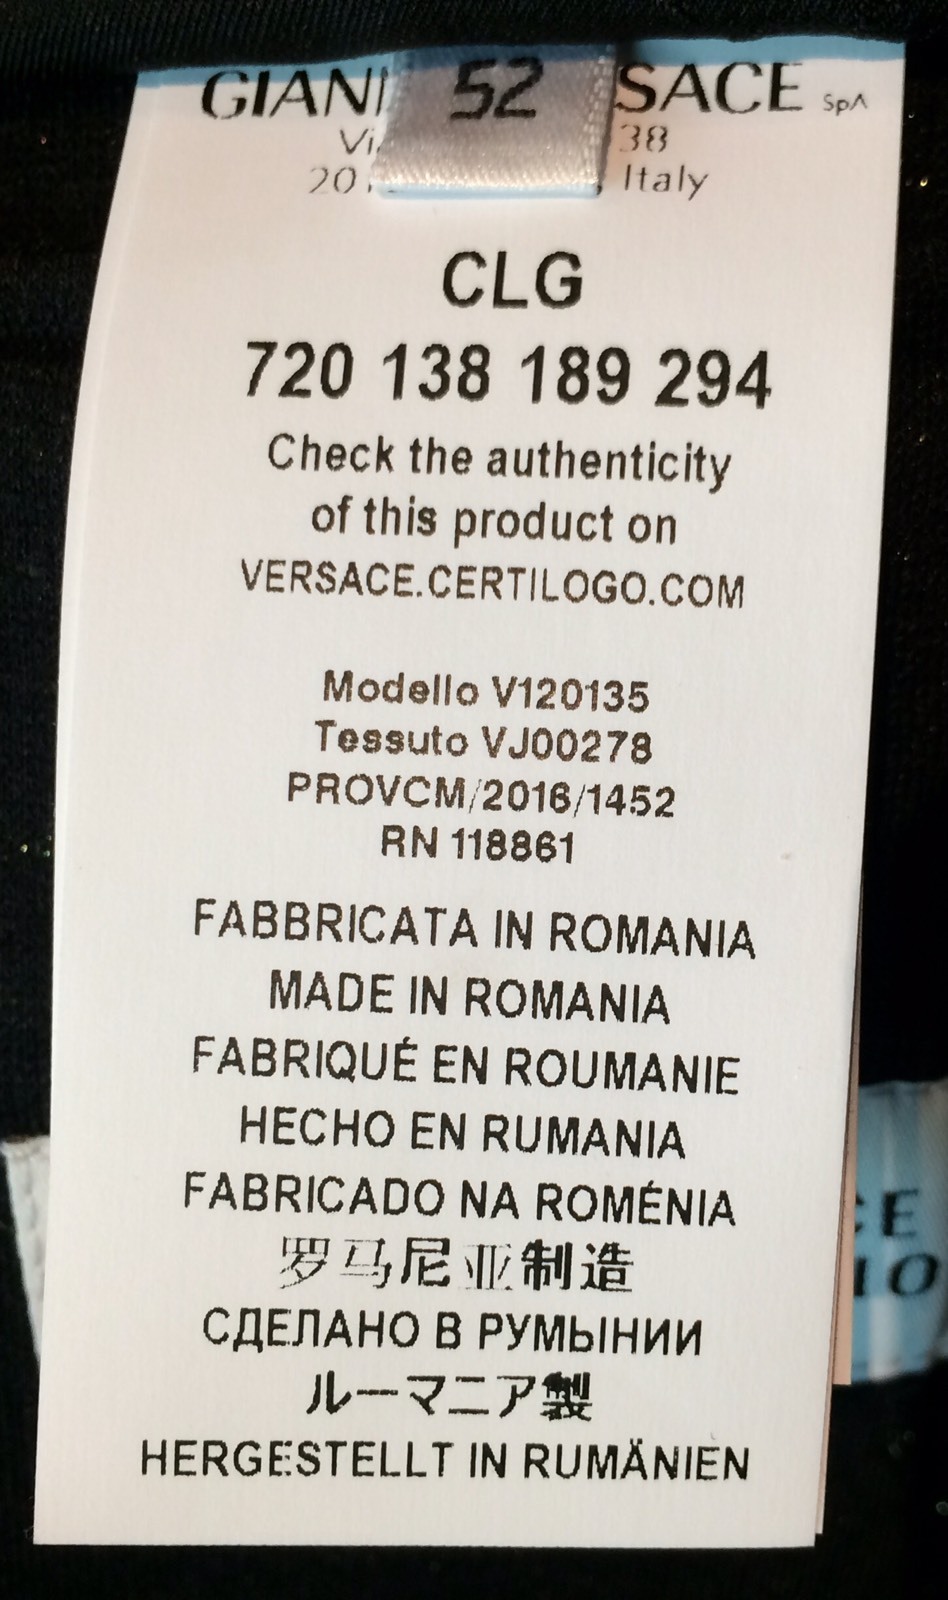 GIAN
52
SACE SpA
38
Italy
CLG
720 138 189 294
Check the authenticity
of this product on
VERSACE.CERTILOGO.COM
Modello V120135
Tessuto VJ00278
PROVCM/2016/1452
RN 118861
FABBRICATA IN ROMANIA
MADE IN ROMANIA
FABRIQUÉ EN ROUMANIE
HECHO EN RUMANIA
FABRICADO NA ROMÉNIA
罗马尼亚制造
СДЕЛАНО В РУМЫНИИ
ルーマニア製
HERGESTELLT IN RUMÄNIEN